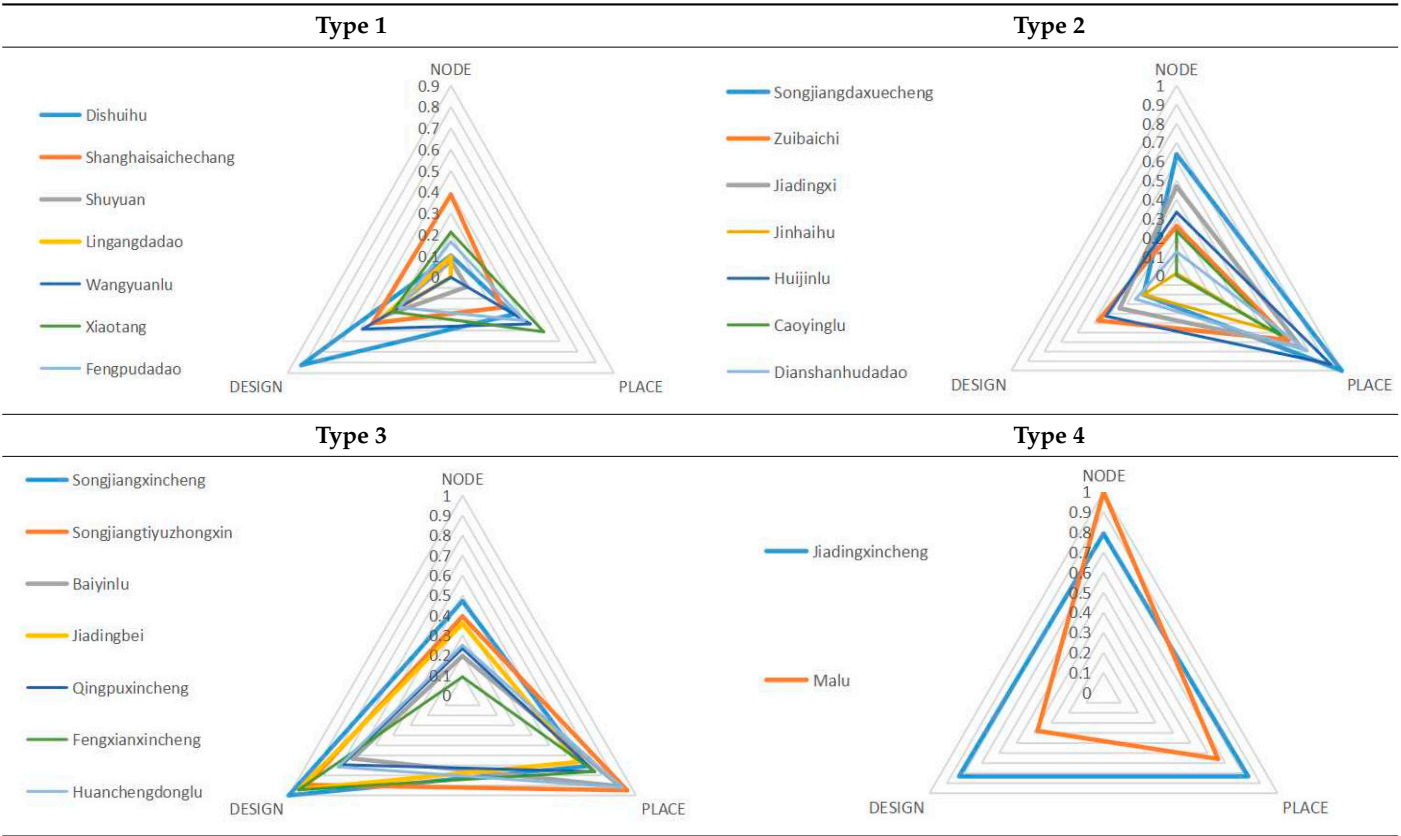 Type 1
Type 2
NODE
0.9
0.8
0.7
0.6
0.5
0.4
0.3
0.2
0.1
0
DESIGN
PLACE
Dishuihu
Shanghaisaichechang
Shuyuan
Lingangdadao
Wangyuanlu
Xiaotang
Fengpudadao
NODE
1
0.9
0.8
0.7
0.6
0.5
0.4
0.3
0.2
0.1
0
DESIGN
PLACE
Songjiangdaxuecheng
Zuibaichi
Jiadingxi
Jinhaihu
Huijinlu
Caoyinglu
Dianshanhudadao
Type 3
Type 4
NODE
1
0.9
0.8
0.7
0.6
0.5
0.4
0.3
0.2
0.1
0
DESIGN
PLACE
Songjiangxincheng
Songjiangtiyuzhongxin
Baiyinlu
Jiadingbei
Qingpuxincheng
Fengxianxincheng
Huanchengdonglu
NODE
1
0.9
0.8
0.7
0.6
0.5
0.4
0.3
0.2
0.1
0
DESIGN
PLACE
Jiadingxincheng
Malu